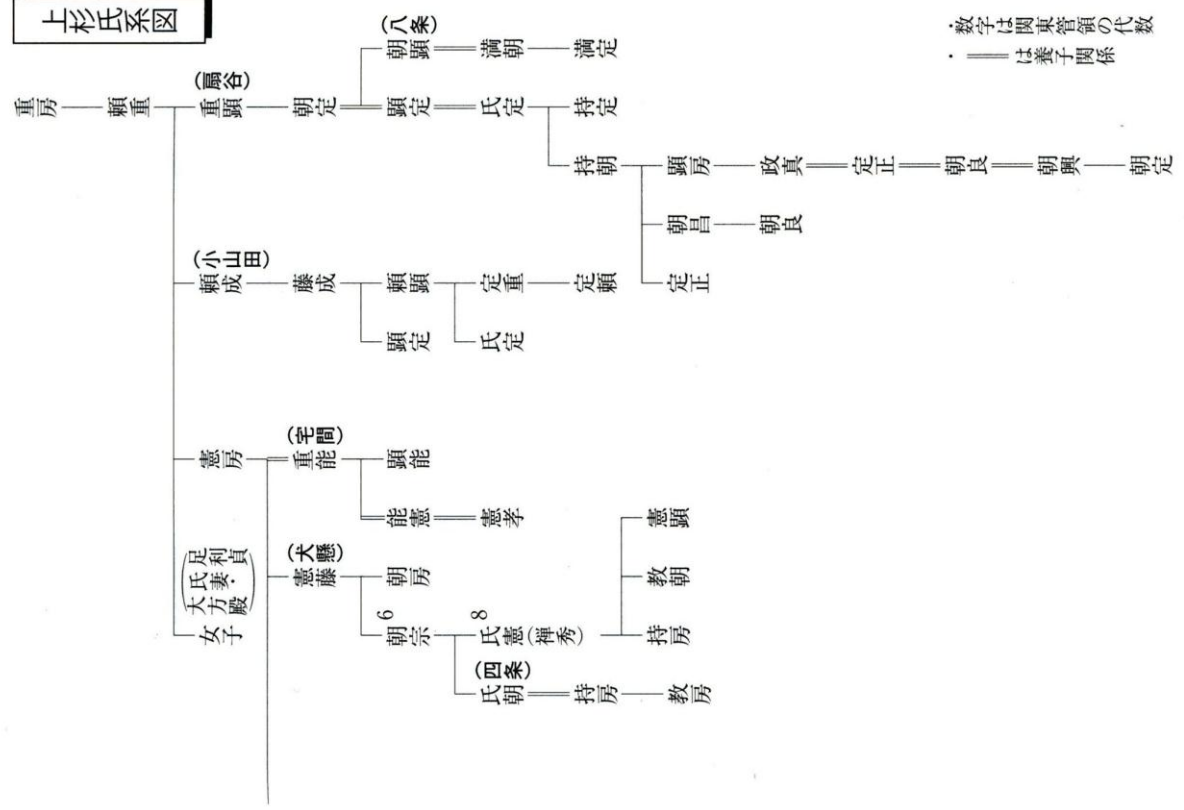 上杉氏系図
・数字は関東管領の代数
・═は養子関係
重房
頼重
(扇谷)
重顕
朝定
(八条)
朝顕
満朝
満定
顕定
氏定
持定
持朝
顕房
政真
定正
朝良
朝興
朝定
朝昌
朝良
定正
(小山田)
頼成
藤成
頼顕
定重
定頼
顕定
氏定
憲房
(宅間)
重能
顕能
能憲
憲孝
(犬懸)
憲藤
朝房
6
朝宗
8
氏憲(禅秀)
憲顕
教朝
持房
(四条)
氏朝
持房
教房
女子
(足利貞氏妻・大方殿)